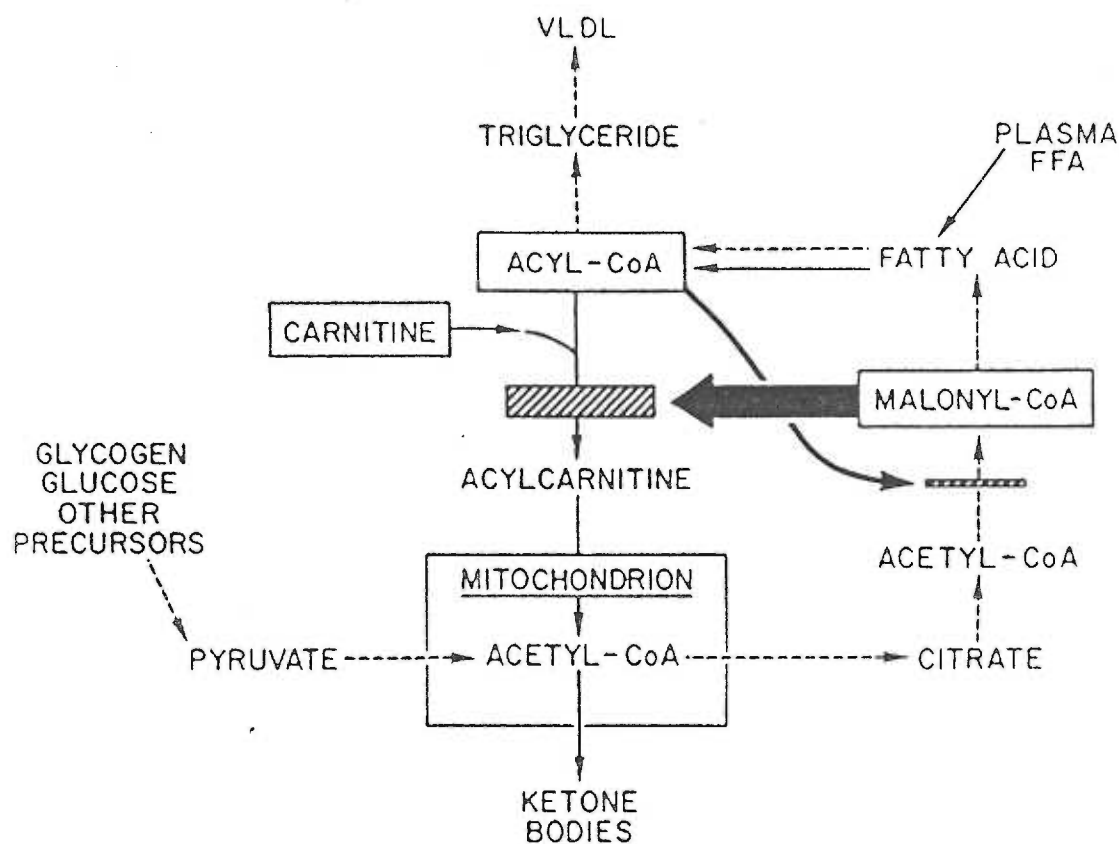 VLDL
TRIGLYCERIDE
PLASMA
FFA
ACYL-CoA
FATTY ACID
CARNITINE
MALONYL-CoA
GLYCOGEN
GLUCOSE
OTHER
PRECURSORS
ACYLCARNITINE
ACETYL-CoA
MITOCHONDRION
PYRUVATE
ACETYL-CoA
CITRATE
KETONE
BODIES